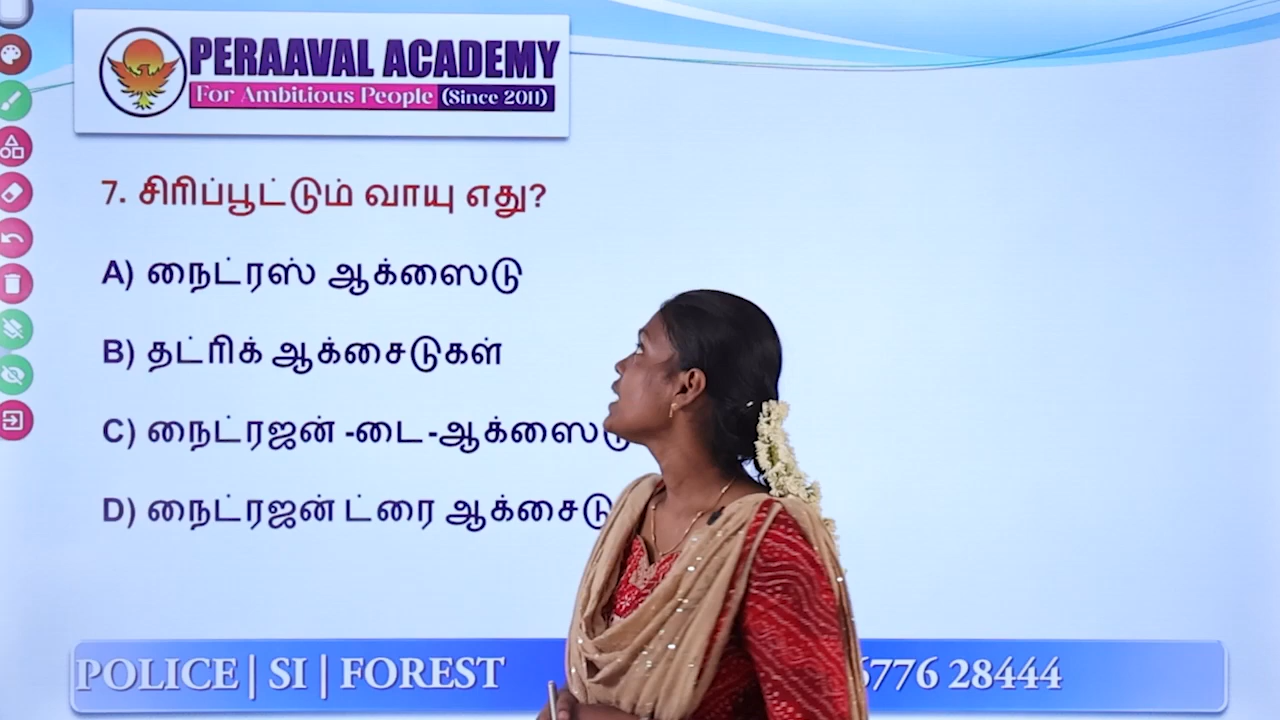 PERAAVAL ACADEMY
For Ambitious People (Since 2011)
7. சிரிப்பூட்டும் வாயு எது?
A) நைட்ரஸ் ஆக்ஸைடு
B) தட்ரிக் ஆக்சைடுகள்
C) நைட்ரஜன் -டை-ஆக்ஸைடு
D) நைட்ரஜன் ட்ரை ஆக்சைடு
POLICE | SI | FOREST
6776 28444